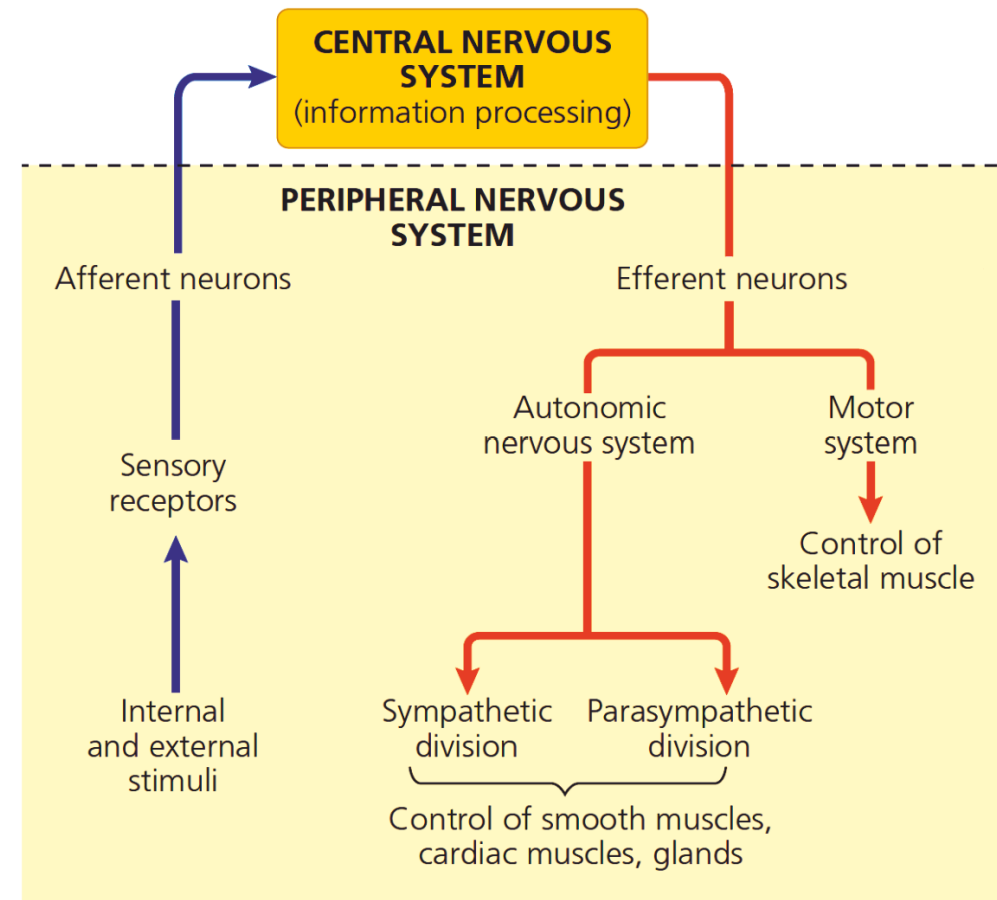 CENTRAL NERVOUS
SYSTEM
(information processing)
PERIPHERAL NERVOUS
SYSTEM
Afferent neurons
Efferent neurons
Autonomic
nervous system
Motor
system
Sensory
receptors
Control of
skeletal muscle
Internal
and external
stimuli
Sympathetic
division
Parasympathetic
division
Control of smooth muscles,
cardiac muscles, glands